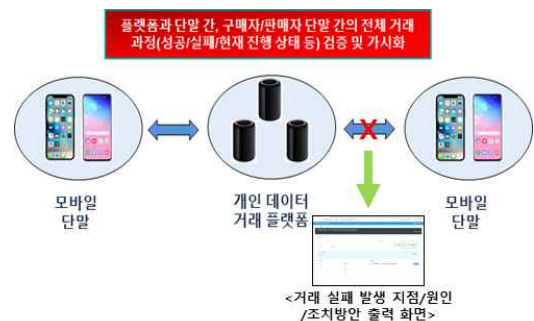 플랫폼과 단말 간, 구매자/판매자 단말 간의 전체 거래
과정(성공/실패/현재 진행 상태 등) 검증 및 가시화
X
모바일
단말
개인 데이터
거래 플랫폼
모바일
단말
<거래 실패 발생 지점/원인
/조치방안 출력 화면>